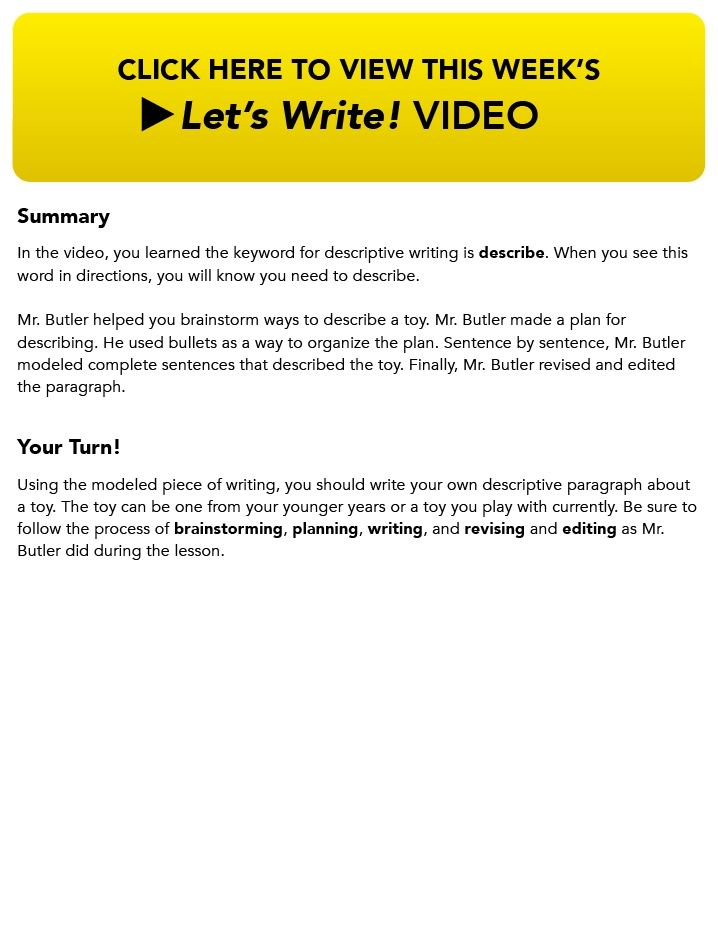 CLICK HERE TO VIEW THIS WEEK’S
Let’s Write! VIDEO
Summary
In the video, you learned the keyword for descriptive writing is describe. When you see this
word in directions, you will know you need to describe.
Mr. Butler helped you brainstorm ways to describe a toy. Mr. Butler made a plan for
describing. He used bullets as a way to organize the plan. Sentence by sentence, Mr. Butler
modeled complete sentences that described the toy. Finally, Mr. Butler revised and edited
the paragraph.
Your Turn!
Using the modeled piece of writing, you should write your own descriptive paragraph about
a toy. The toy can be one from your younger years or a toy you play with currently. Be sure to
follow the process of brainstorming, planning, writing, and revising and editing as Mr.
Butler did during the lesson.